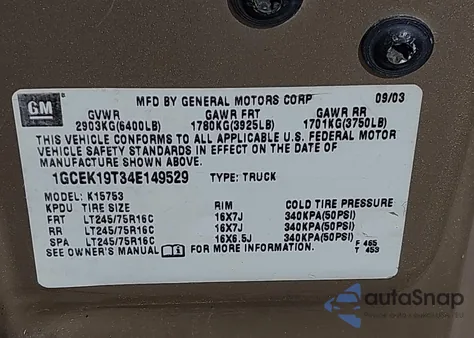 GM
MFD BY GENERAL MOTORS CORP 09/03
GVWR GAWR FRT GAWR RR
2903KG(6400LB) 1780KG(3925LB) 1701KG(3750LB)
THIS VEHICLE CONFORMS TO ALL APPLICABLE U.S. FEDERAL MOTOR
VEHICLE SAFETY STANDARDS IN EFFECT ON THE DATE OF
MANUFACTURE SHOWN ABOVE.
1GCEK19T34E149529 TYPE: TRUCK
MODEL: K15753
KPDU TIRE SIZE RIM COLD TIRE PRESSURE
FRT LT245/75R16C 16X7J 340KPA(50PSI)
RR LT245/75R16C 16X7J 340KPA(50PSI)
SPA LT245/75R16C 16X6.5J 340KPA(50PSI)
SEE OWNER'S MANUAL FOR MORE INFORMATION. F 465
T 453
autoSnap